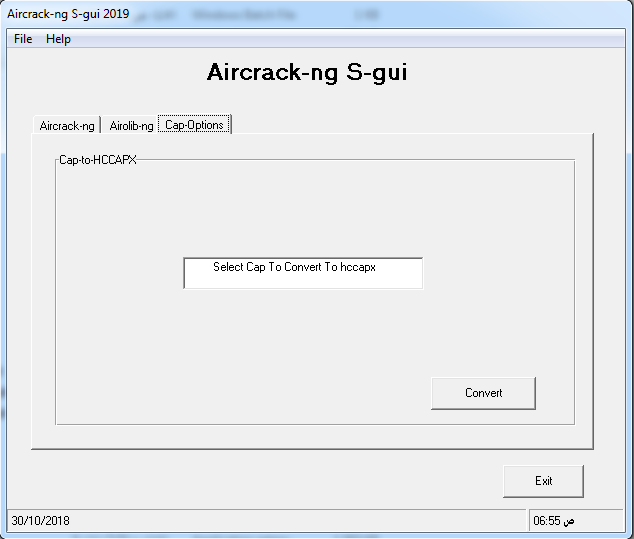 Aircrack-ng S-gui 2019
File Help
Aircrack-ng S-gui
Aircrack-ng Airolib-ng Cap-Options
Cap-to-HCCAPX
Select Cap To Convert To hccapx
Convert
Exit
30/10/2018 06:55 ص